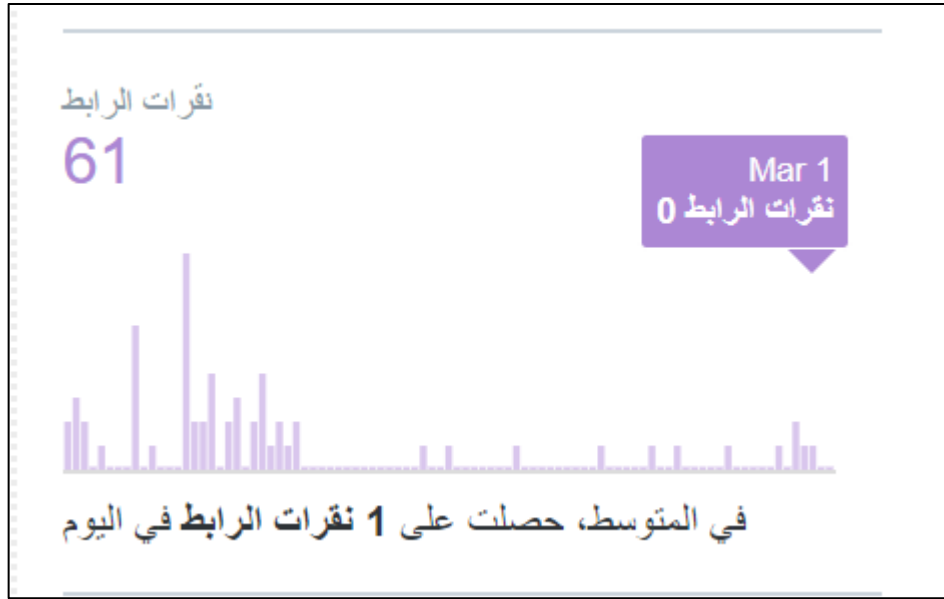 نقرات الرابط
61
Mar 1
نقرات الرابط 0
في المتوسط، حصلت على 1 نقرات الرابط في اليوم